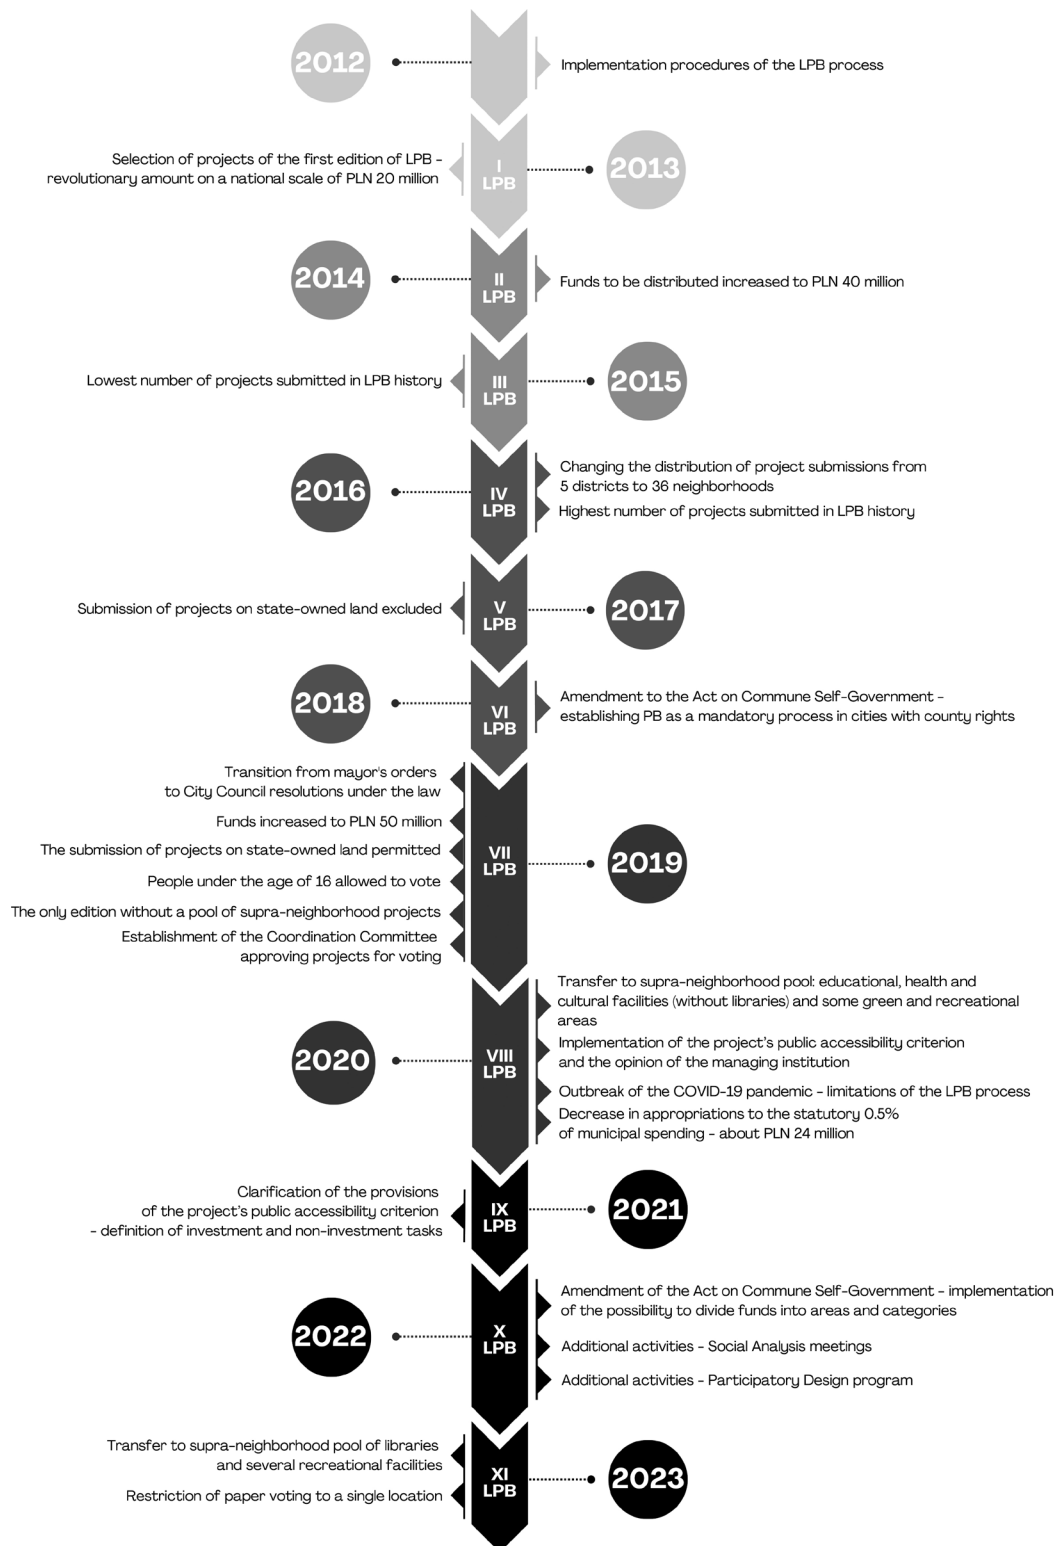 2012
Implementation procedures of the LPB process
Selection of projects of the first edition of LPB –
revolutionary amount on a national scale of PLN 20 million
I
LPB
2013
2014
II
LPB
Funds to be distributed increased to PLN 40 million
Lowest number of projects submitted in LPB history
III
LPB
2015
2016
IV
LPB
Changing the distribution of project submissions from
5 districts to 36 neighborhoods
Highest number of projects submitted in LPB history
Submission of projects on state-owned land excluded
V
LPB
2017
2018
VI
LPB
Amendment to the Act on Commune Self-Government –
establishing PB as a mandatory process in cities with county rights
Transition from mayor's orders
to City Council resolutions under the law
Funds increased to PLN 50 million
The submission of projects on state-owned land permitted
People under the age of 16 allowed to vote
The only edition without a pool of supra-neighborhood projects
Establishment of the Coordination Committee
approving projects for voting
VII
LPB
2019
2020
VIII
LPB
Transfer to supra-neighborhood pool: educational, health and
cultural facilities (without libraries) and some green and recreational
areas
Implementation of the project's public accessibility criterion
and the opinion of the managing institution
Outbreak of the COVID-19 pandemic – limitations of the LPB process
Decrease in appropriations to the statutory 0.5%
of municipal spending – about PLN 24 million
Clarification of the provisions
of the project's public accessibility criterion
– definition of investment and non-investment tasks
IX
LPB
2021
2022
X
LPB
Amendment of the Act on Commune Self-Government – implementation
of the possibility to divide funds into areas and categories
Additional activities – Social Analysis meetings
Additional activities – Participatory Design program
Transfer to supra-neighborhood pool of libraries
and several recreational facilities
Restriction of paper voting to a single location
XI
LPB
2023